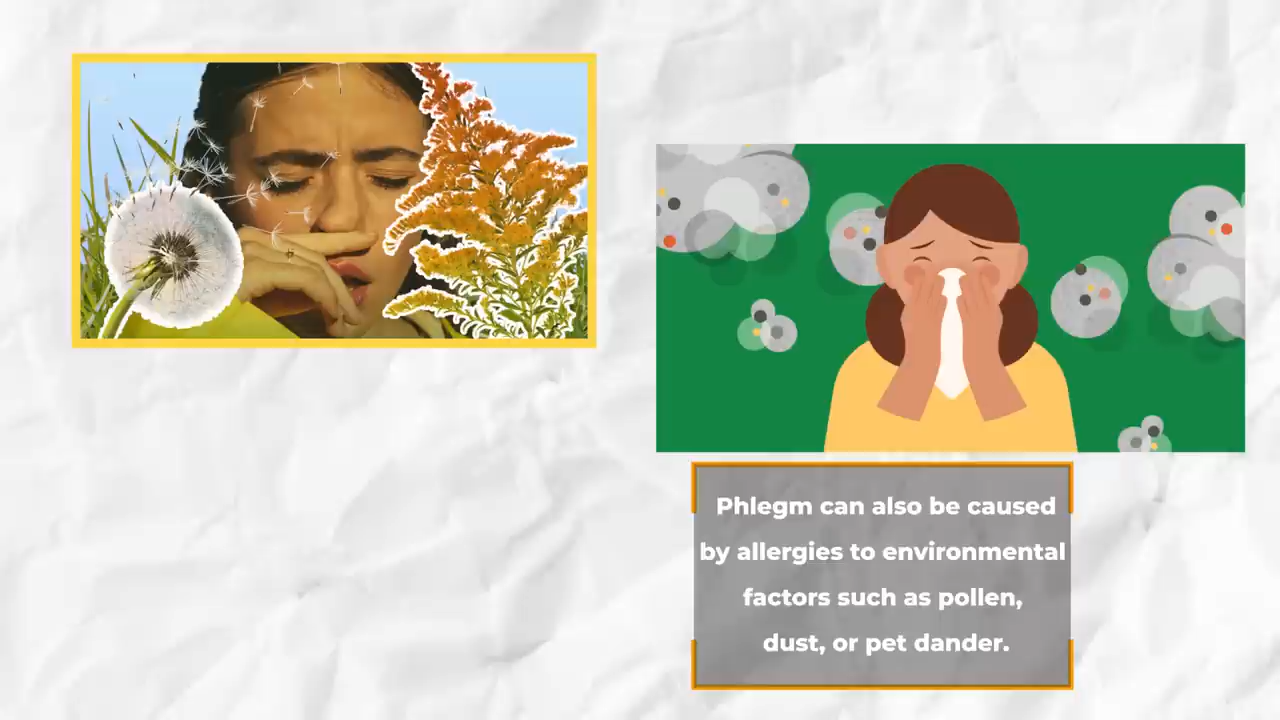 Phlegm can also be caused
by allergies to environmental
factors such as pollen,
dust, or pet dander.